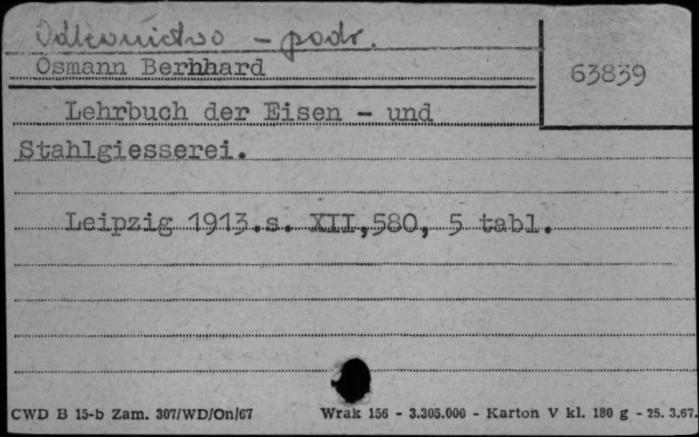 Odlewnictwo - podr.
Osmann Bernhard
63839
Lehrbuch der Eisen - und
Stahlgiesserei.
Leipzig 1913.s. XII,580, 5 tabl.
CWD B 15-b Zam. 307/WD/On/67 Wrak 156 - 3.305.000 - Karton V kl. 180 g - 25. 3.67.